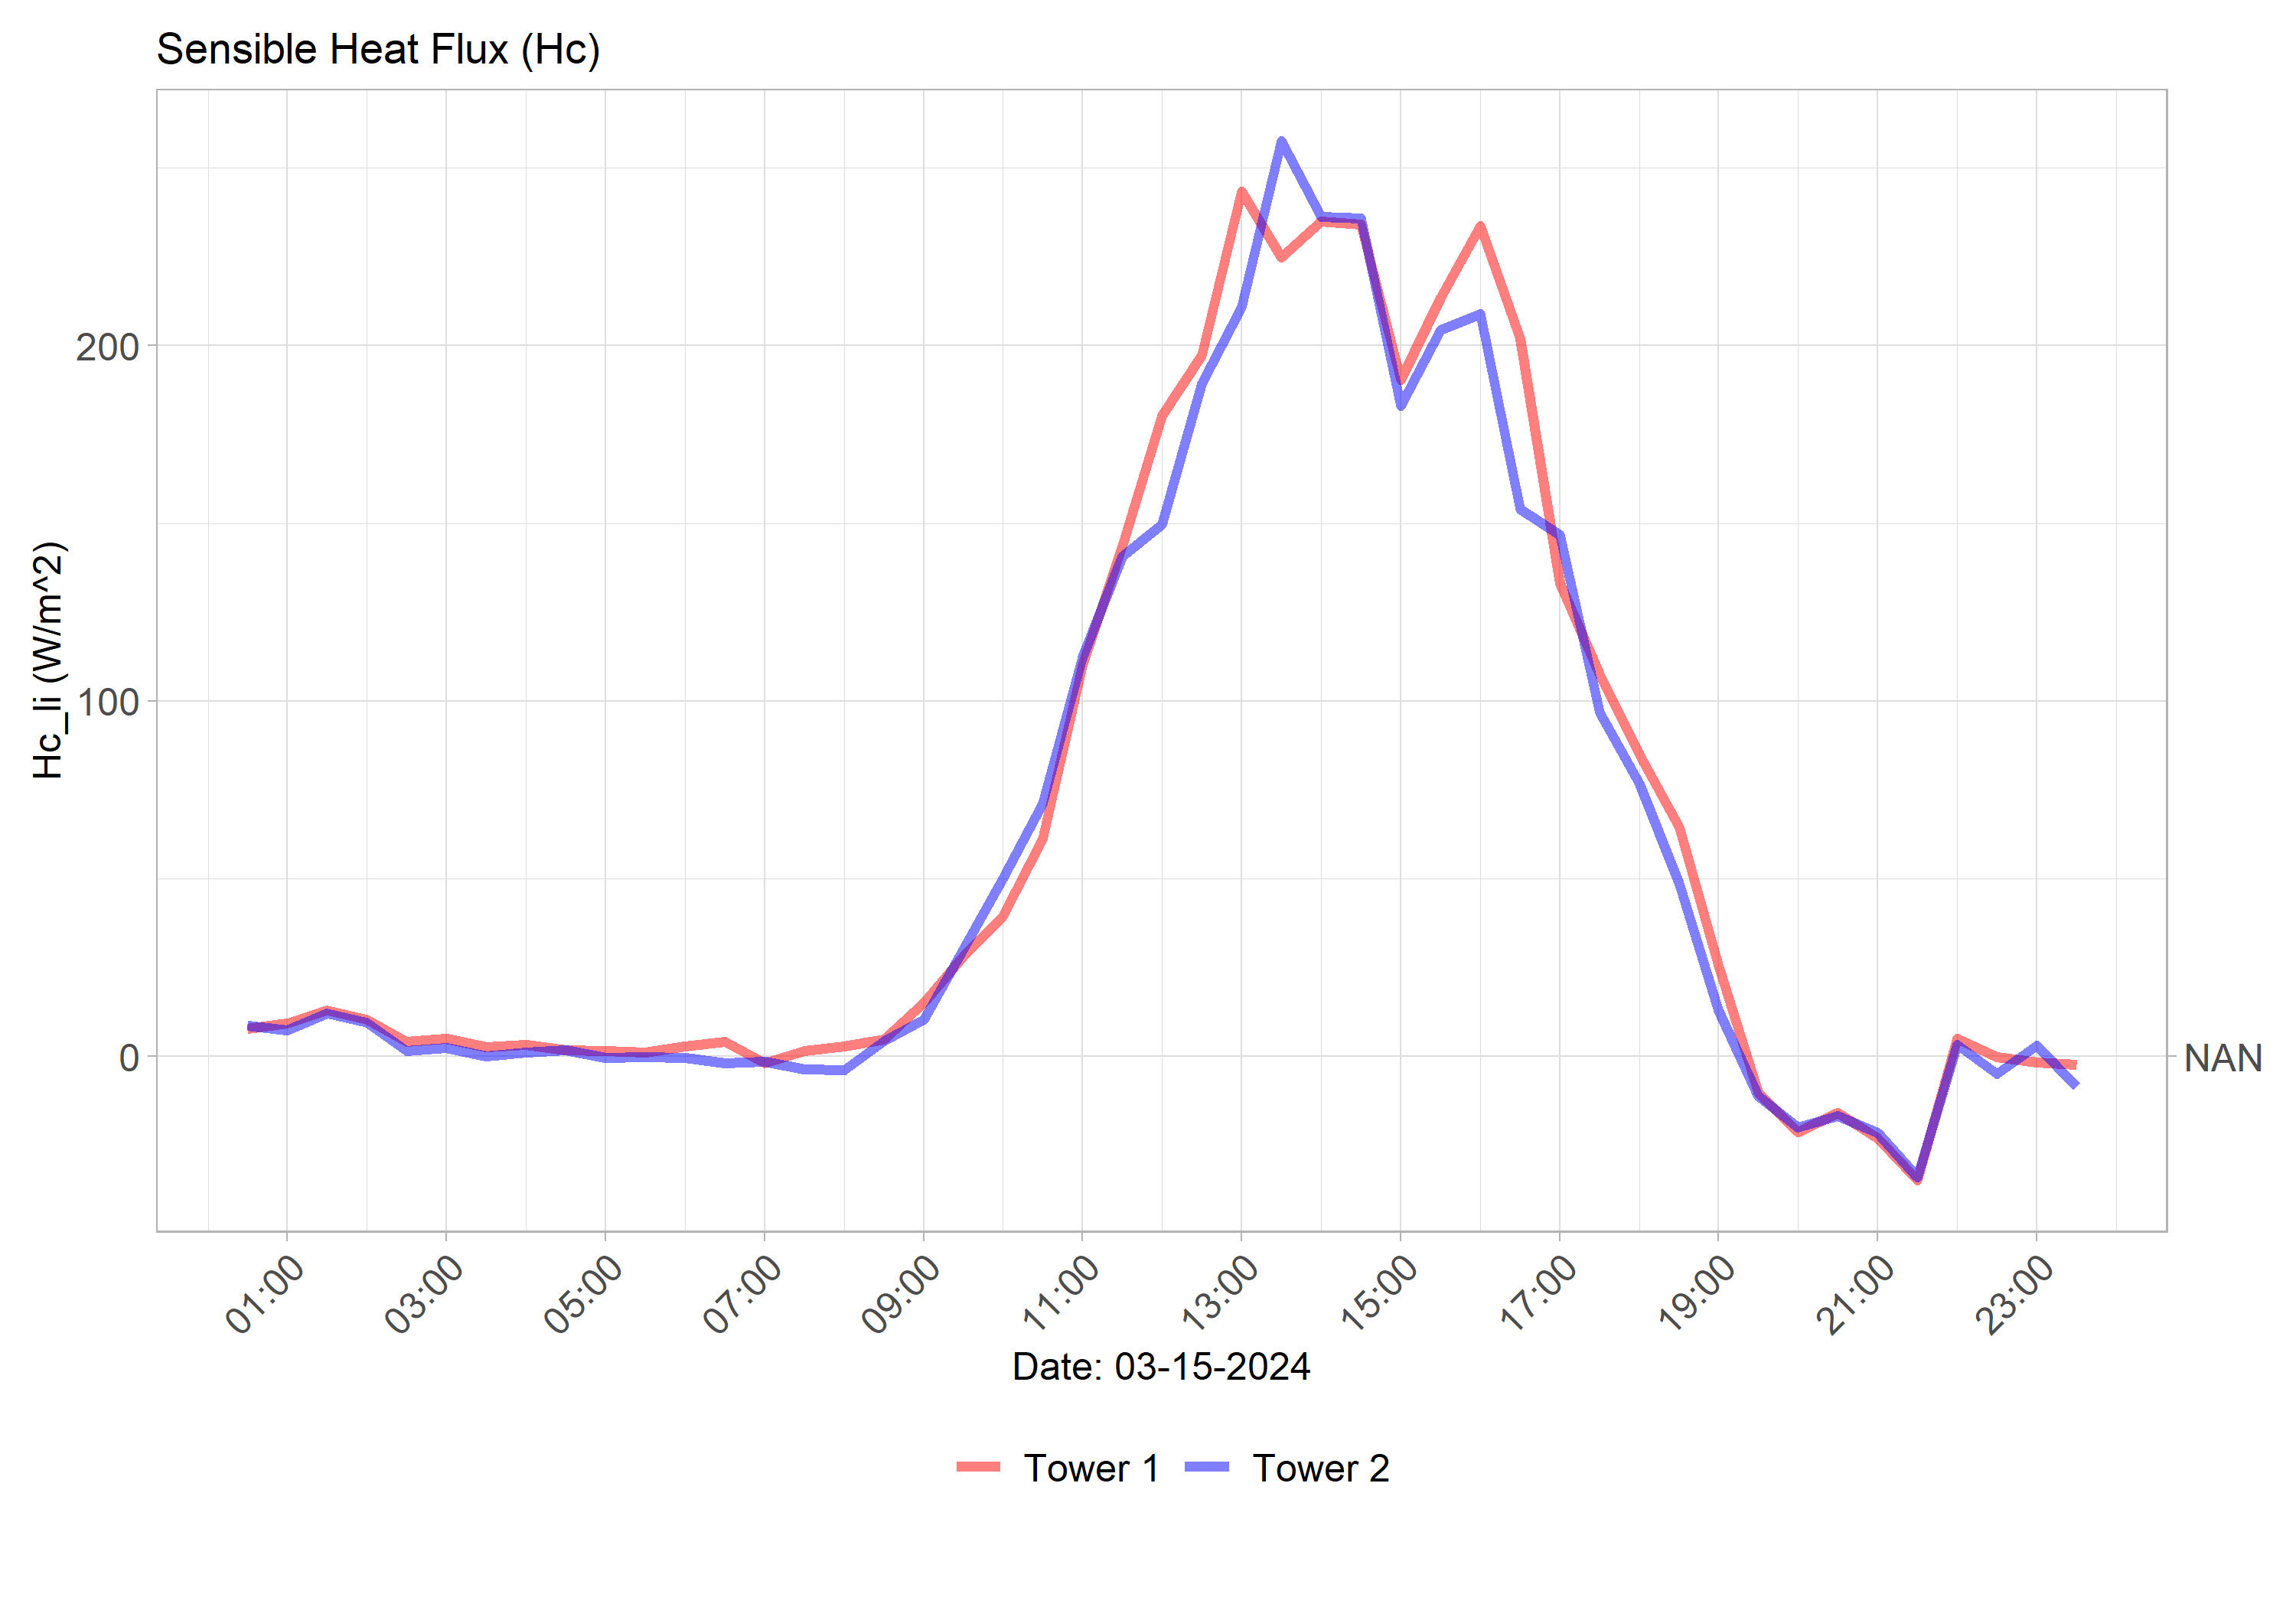 Sensible Heat Flux (Hc)
Hc_li (W/m^2)
200
100
0
NAN
01:00
03:00
05:00
07:00
09:00
11:00
13:00
15:00
17:00
19:00
21:00
23:00
Date: 03-15-2024
Tower 1
Tower 2